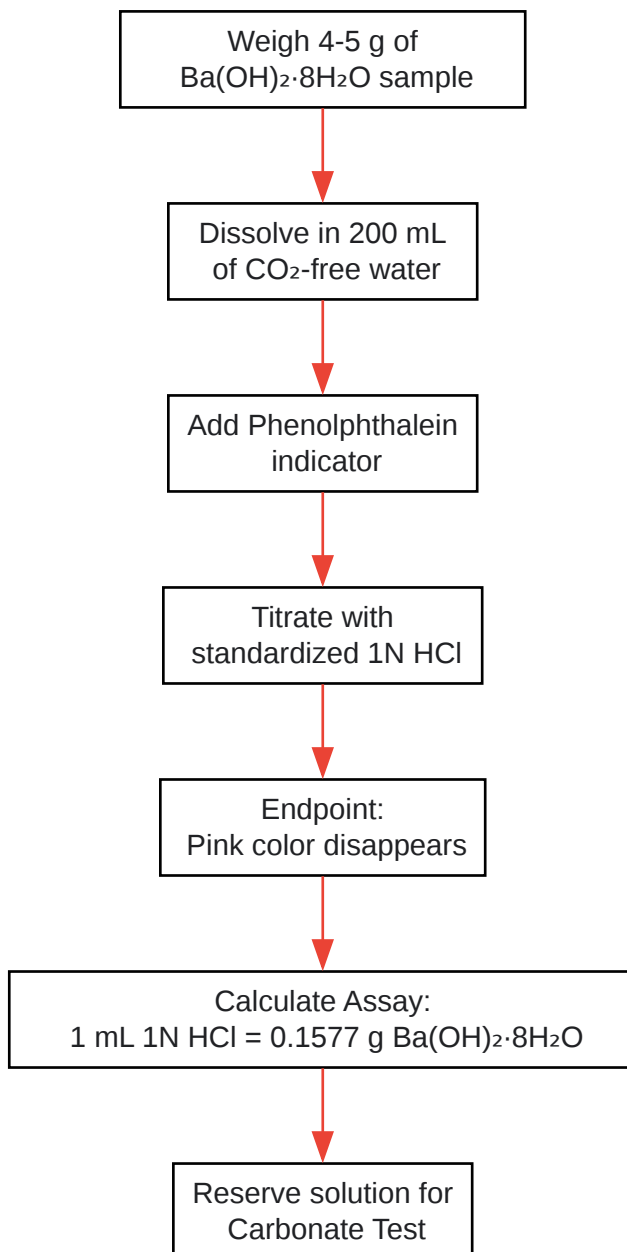 Weigh 4-5 g of
Ba(OH)₂·8H₂O sample
Dissolve in 200 mL
of CO₂-free water
Add Phenolphthalein
indicator
Titrate with
standardized 1N HCl
Endpoint:
Pink color disappears
Calculate Assay:
1 mL 1N HCl = 0.1577 g Ba(OH)₂·8H₂O
Reserve solution for
Carbonate Test